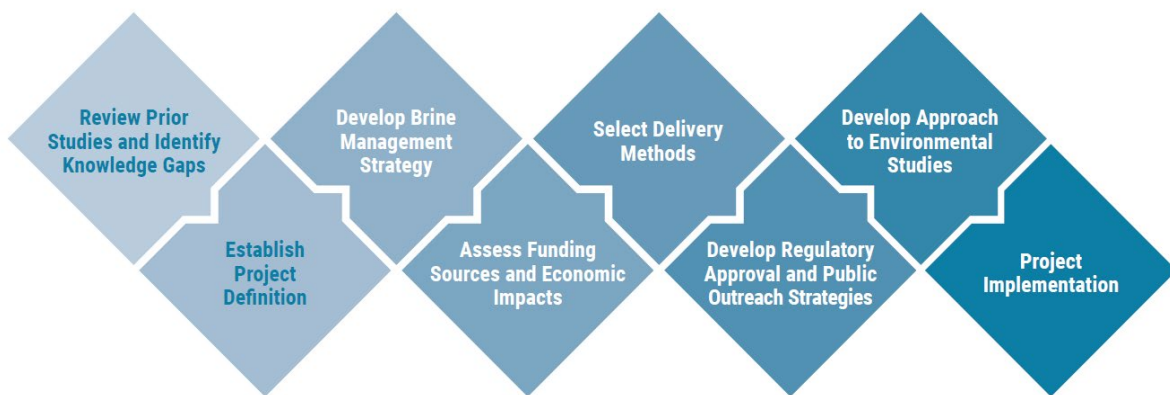 Review Prior
Studies and Identify
Knowledge Gaps
Establish
Project
Definition
Develop Brine
Management
Strategy
Assess Funding
Sources and Economic
Impacts
Select Delivery
Methods
Develop Regulatory
Approval and Public
Outreach Strategies
Develop Approach
to Environmental
Studies
Project
Implementation